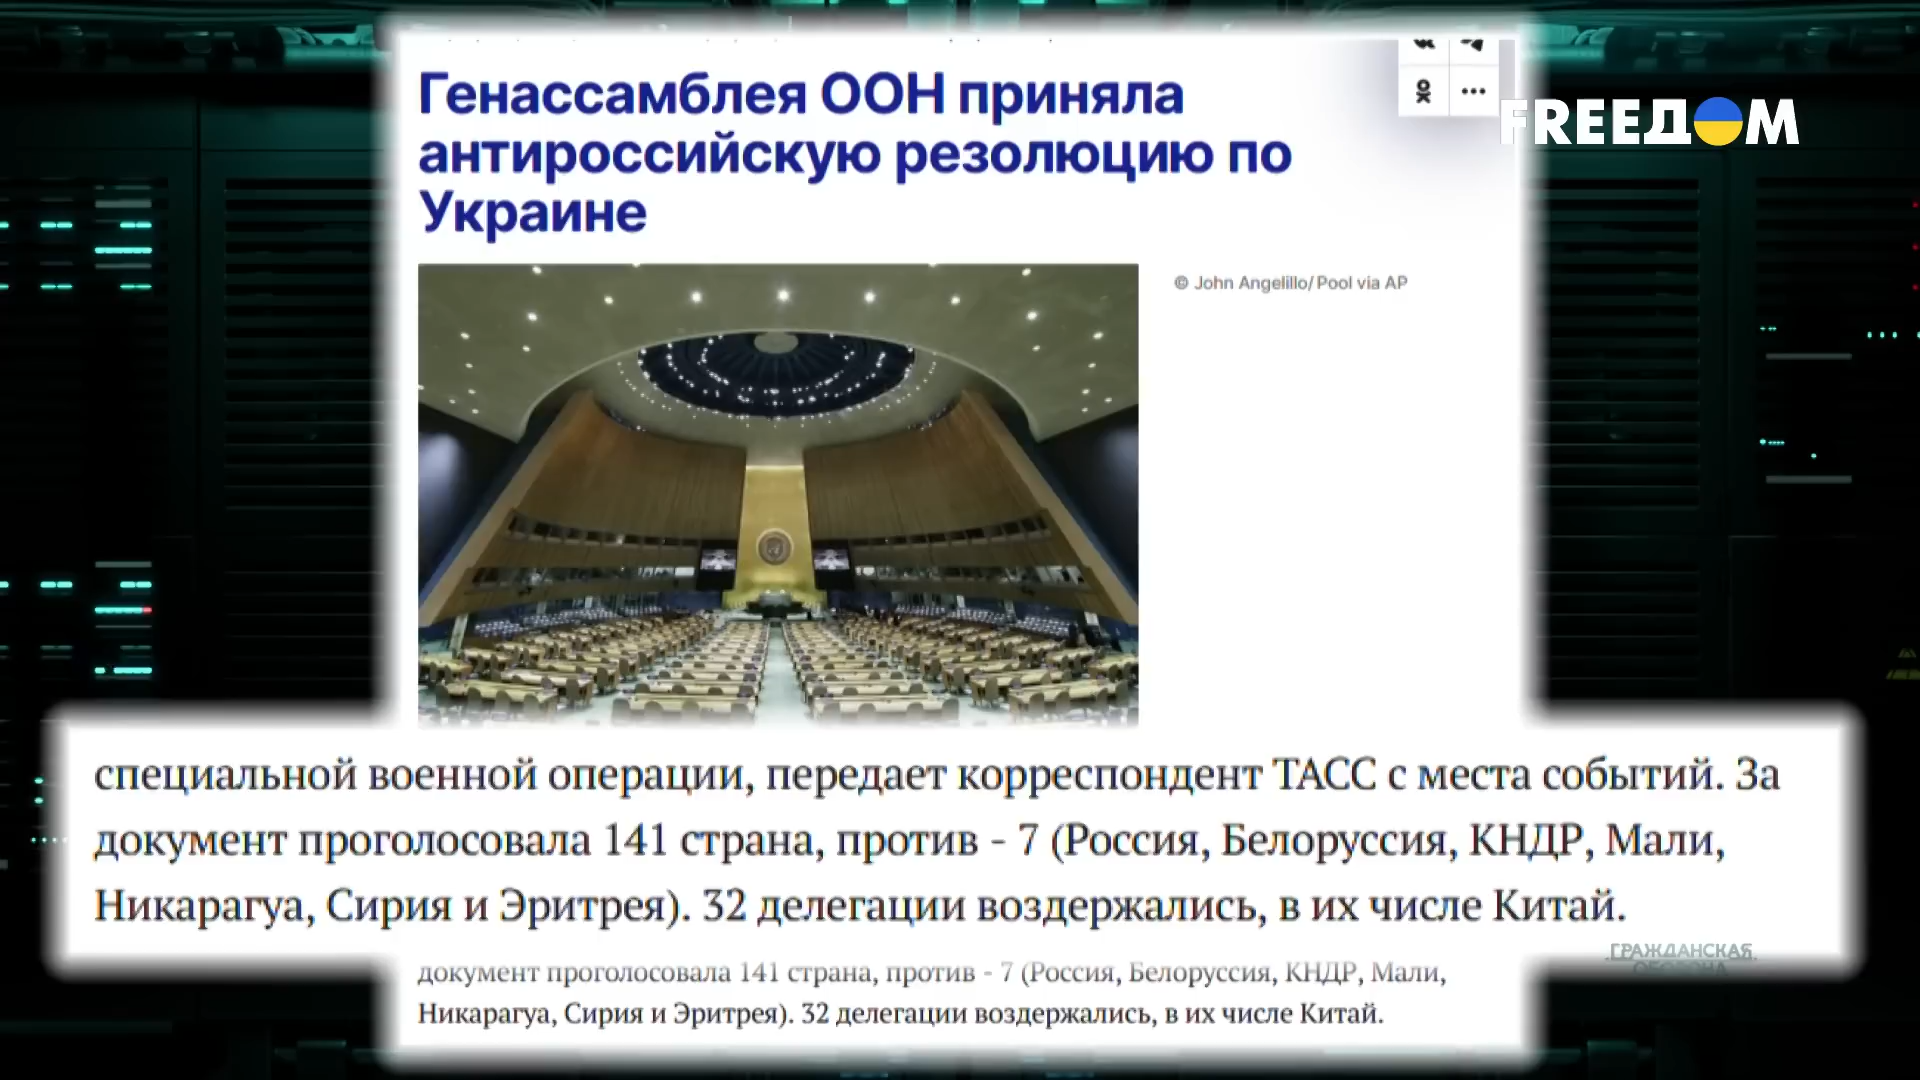 Генассамблея ООН приняла
антироссийскую резолюцию по
Украине
FREEДОМ
© John Angelillo/Pool via AP
специальной военной операции, передает корреспондент ТАСС с места событий. За
документ проголосовала 141 страна, против - 7 (Россия, Белоруссия, КНДР, Мали,
Никарагуа, Сирия и Эритрея). 32 делегации воздержались, в их числе Китай.
ГРАЖДАНСКАЯ
ОБОРОНА
документ проголосовала 141 страна, против - 7 (Россия, Белоруссия, КНДР, Мали,
Никарагуа, Сирия и Эритрея). 32 делегации воздержались, в их числе Китай.